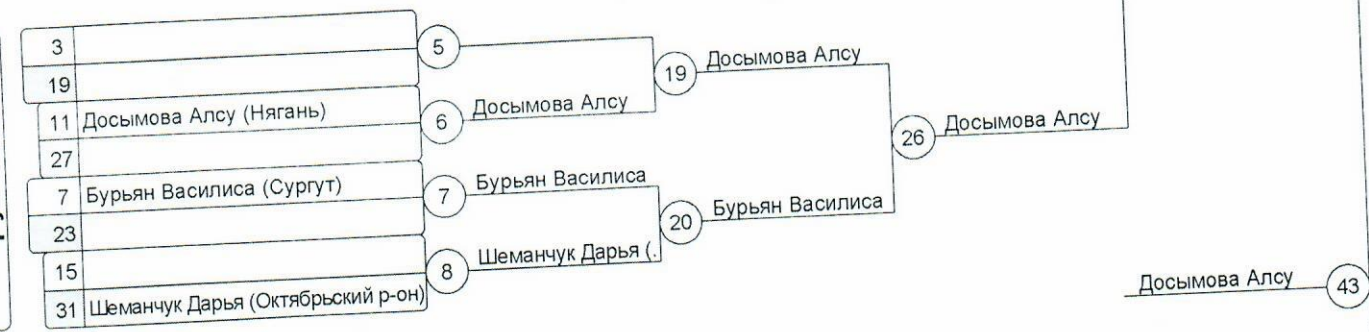 3
5
19
19 Досымова Алсу
11 Досымова Алсу (Нягань)
6 Досымова Алсу
27
26 Досымова Алсу
7 Бурьян Василиса (Сургут)
7 Бурьян Василиса
23
20 Бурьян Василиса
15
8 Шеманчук Дарья (.
31 Шеманчук Дарья (Октябрьский р-он)
Досымова Алсу 43